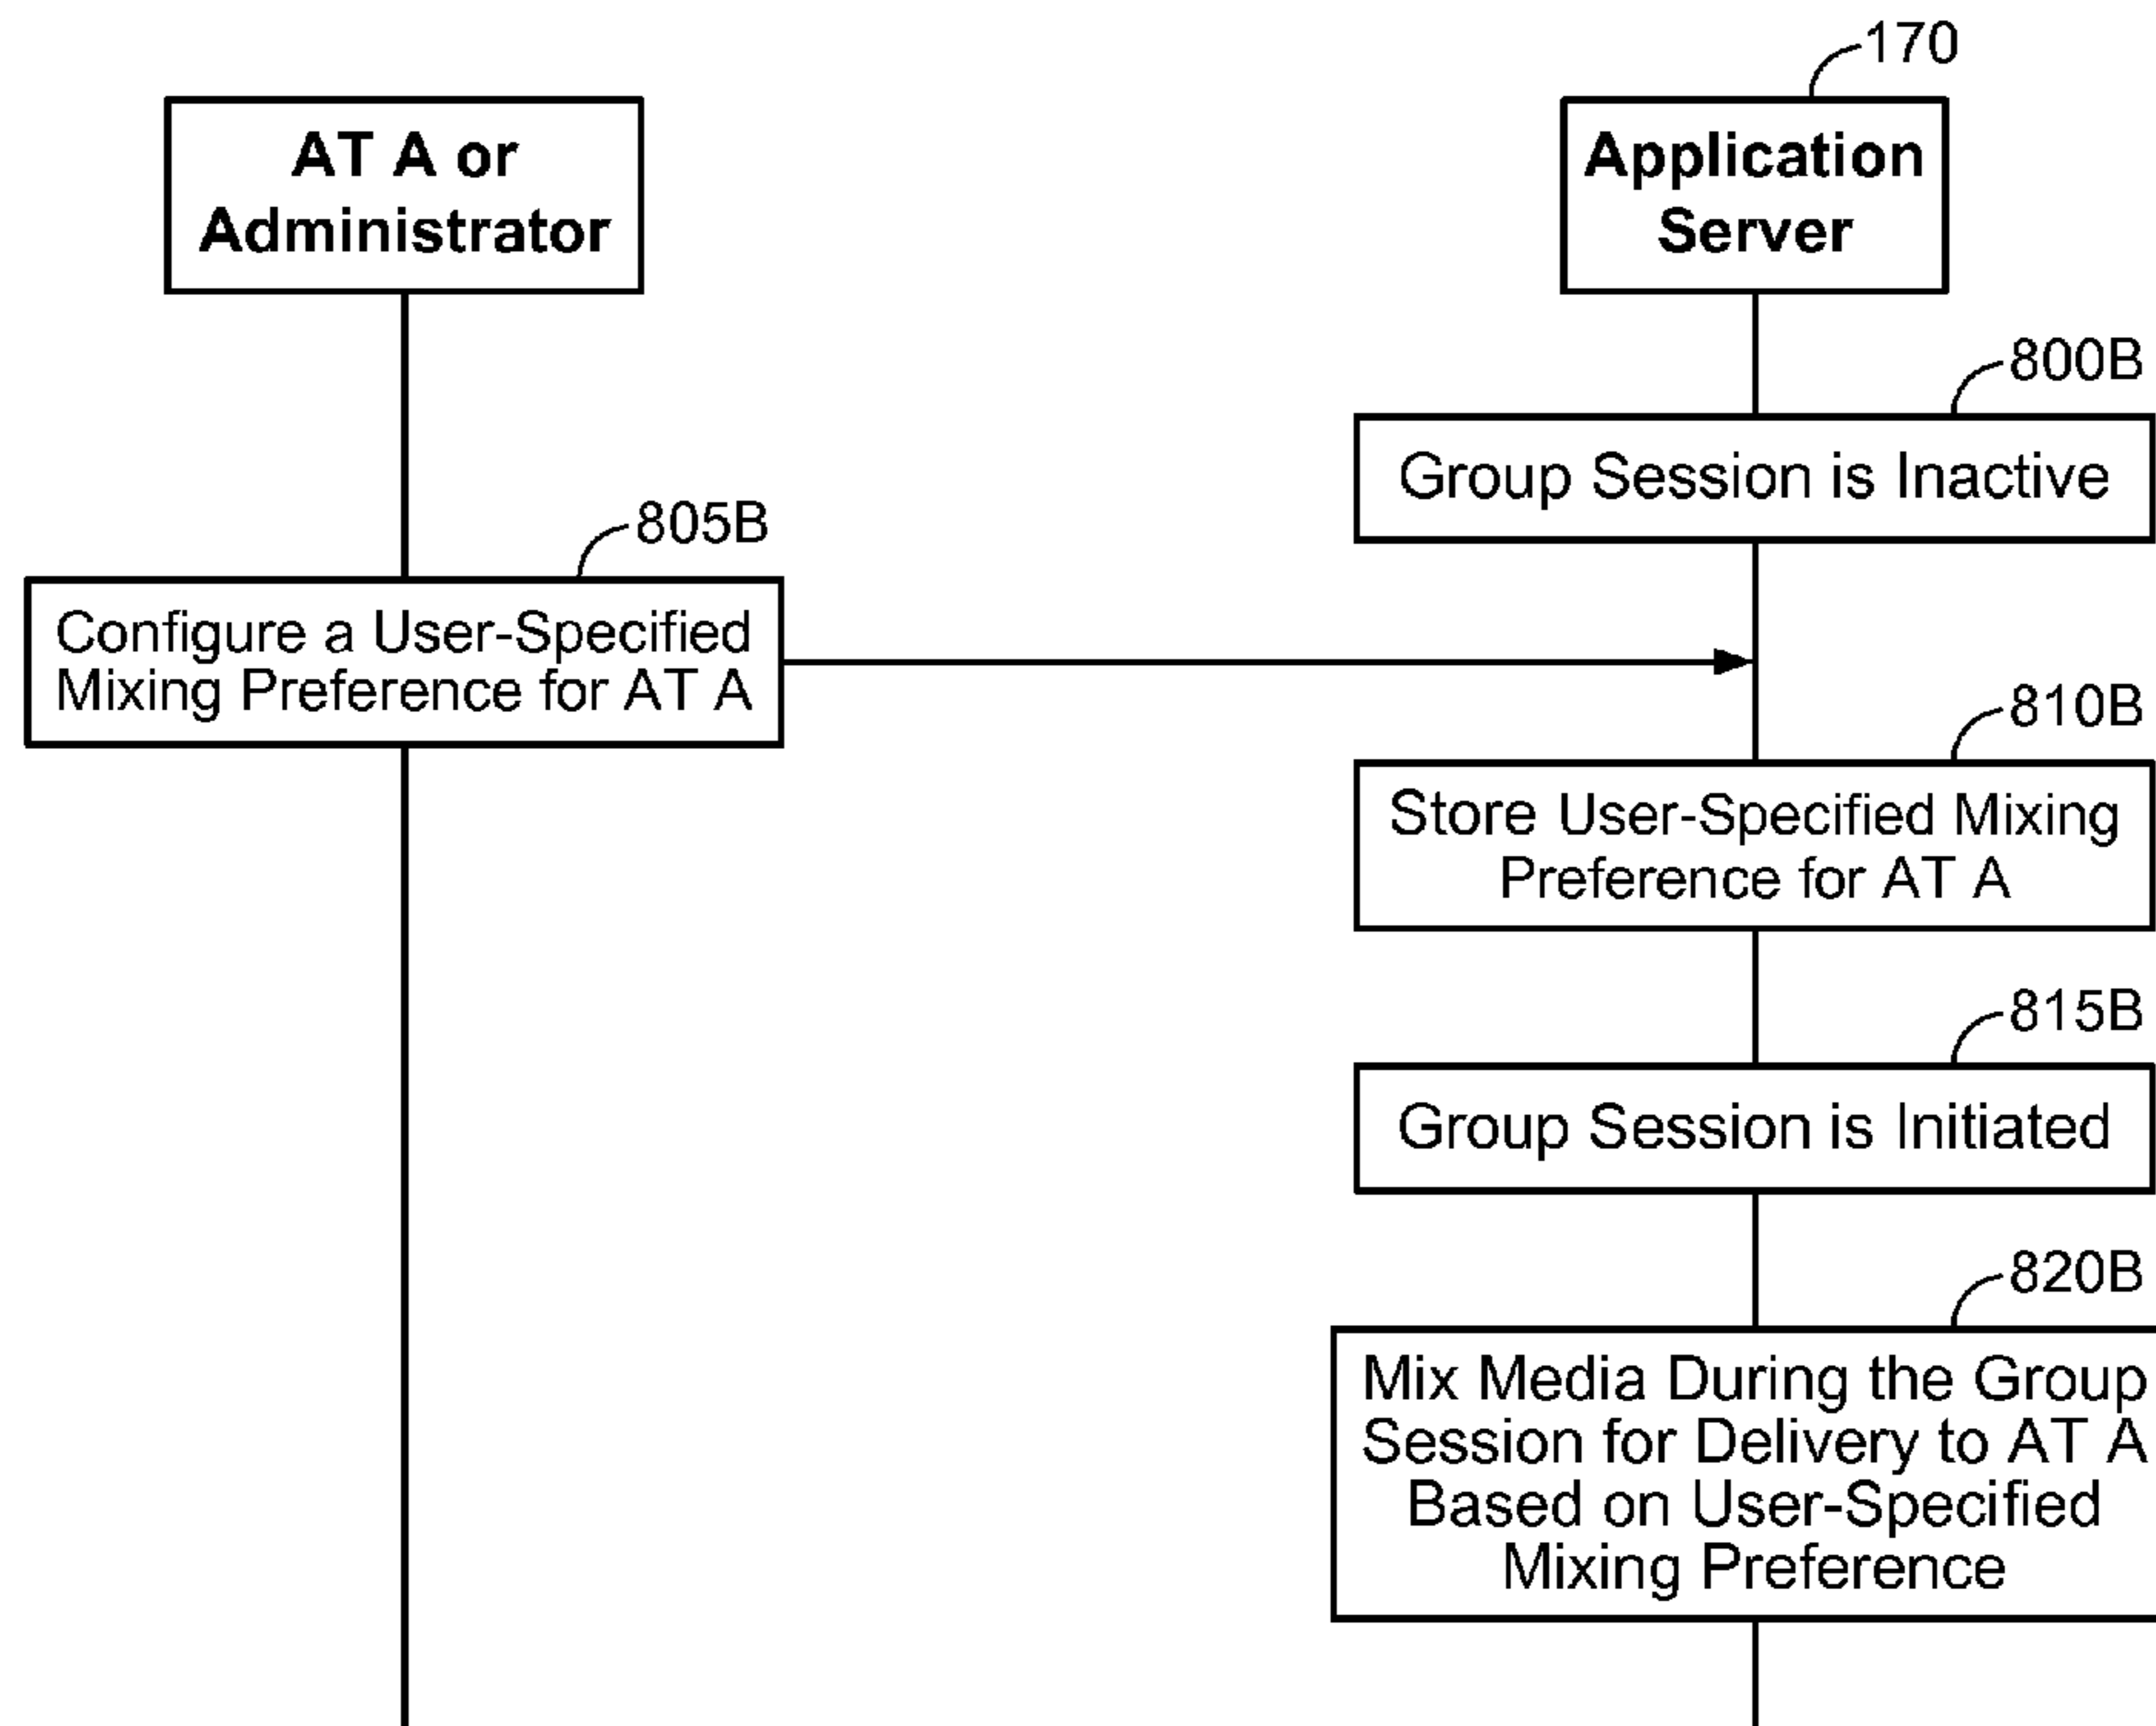 170
AT A or
Administrator
Application
Server
800B
Group Session is Inactive
805B
Configure a User-Specified
Mixing Preference for AT A
810B
Store User-Specified Mixing
Preference for AT A
815B
Group Session is Initiated
820B
Mix Media During the Group
Session for Delivery to AT A
Based on User-Specified
Mixing Preference